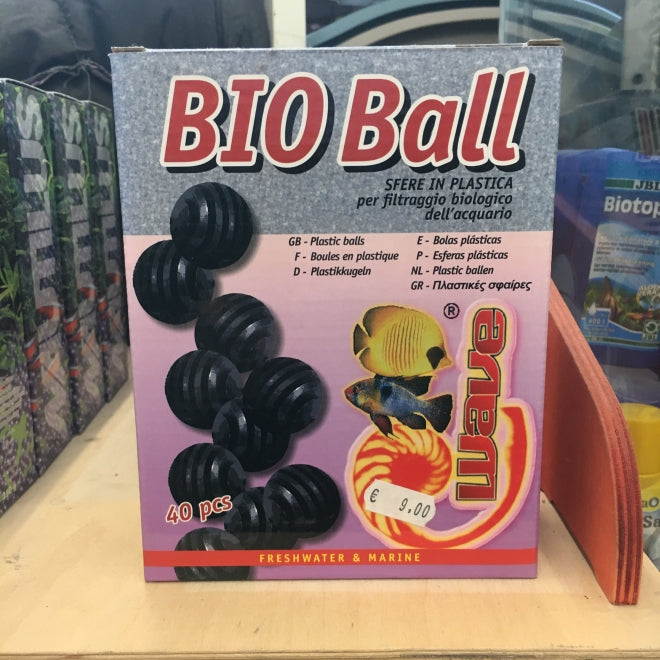 BIO Ball
SFERE IN PLASTICA
per filtraggio biologico
dell'acquario
GB - Plastic balls
F - Boules en plastique
D - Plastikkugeln
E - Bolas plásticas
P - Esferas plásticas
NL - Plastic ballen
GR - Πλαστικές σφαίρες
®
wave
40 pcs
€ 9,00
FRESHWATER & MARINE
JBL
Biotop